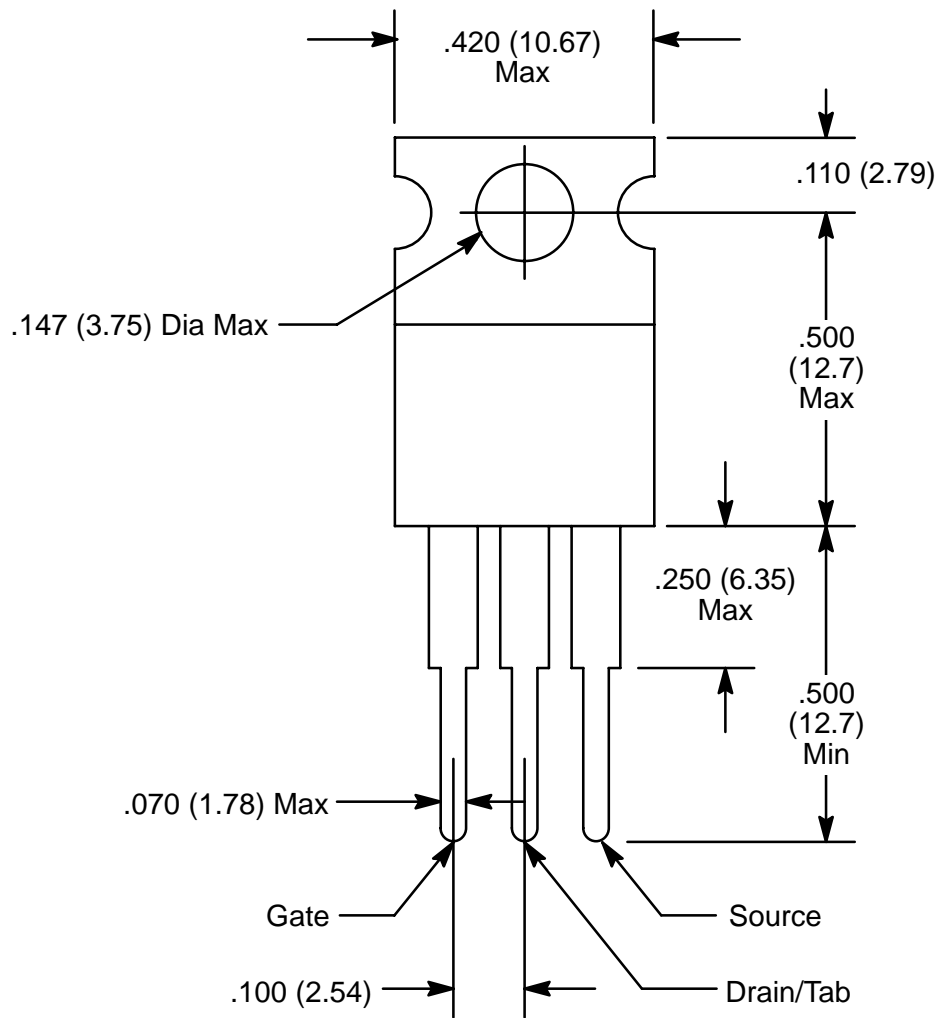 .420 (10.67)
Max
.110 (2.79)
.147 (3.75) Dia Max
.500
(12.7)
Max
.250 (6.35)
Max
.500
(12.7)
Min
.070 (1.78) Max
Gate
Source
.100 (2.54)
Drain/Tab